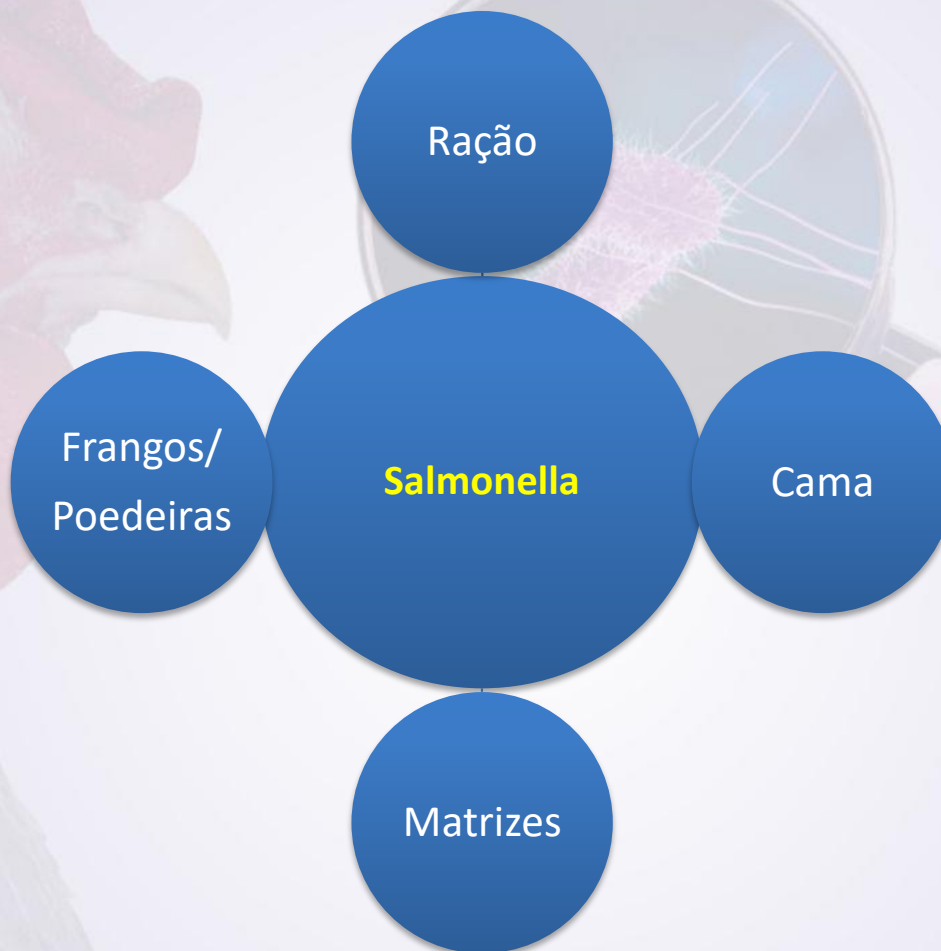 Ração
Frangos/
Poedeiras
Salmonella
Cama
Matrizes